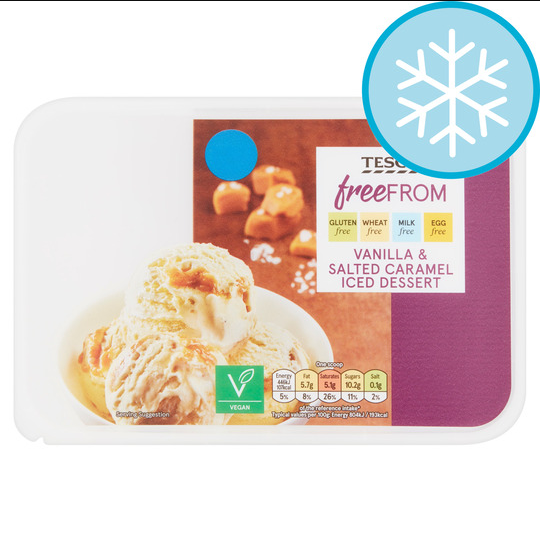 TESCO
freeFROM
GLUTEN free WHEAT free MILK free EGG free
VANILLA &
SALTED CARAMEL
ICED DESSERT
VEGAN
One scoop
Energy Fat Saturates Sugars Salt
446kJ 107kcal 5.7g 5.1g 10.2g 0.1g
5% 8% 26% 11% 2%
of the reference intake*
Typical values per 100g: Energy 804kJ / 193kcal
Serving Suggestion